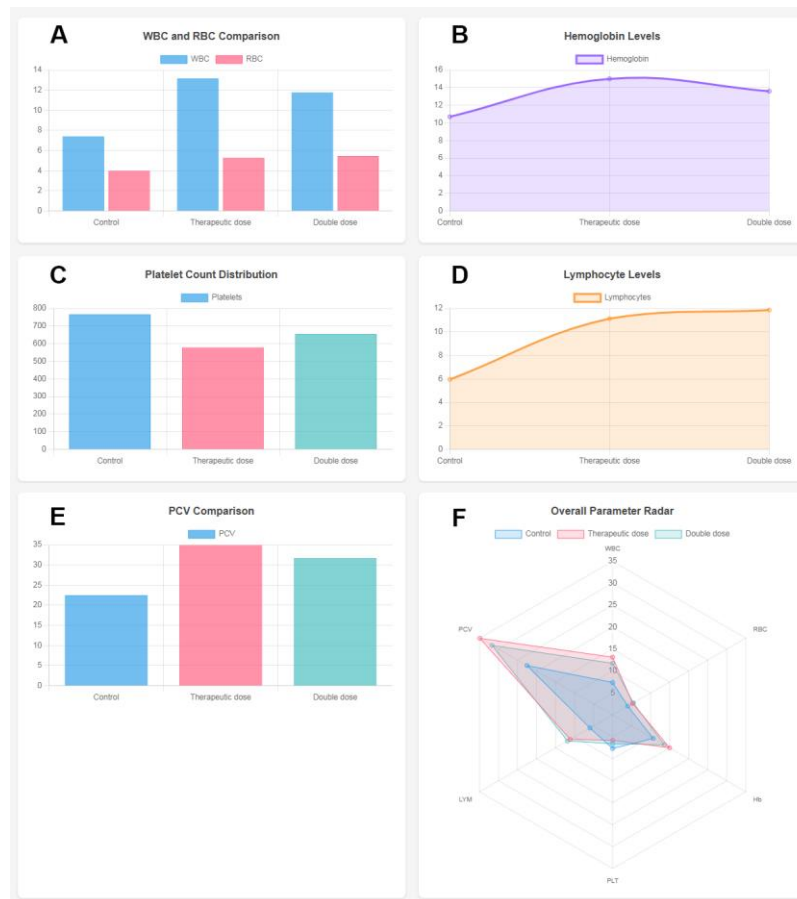 A
WBC and RBC Comparison
WBC RBC
14
12
10
8
6
4
2
0
Control Therapeutic dose Double dose
B
Hemoglobin Levels
Hemoglobin
16
14
12
10
8
6
4
2
0
Control Therapeutic dose Double dose
C
Platelet Count Distribution
Platelets
800
700
600
500
400
300
200
100
0
Control Therapeutic dose Double dose
D
Lymphocyte Levels
Lymphocytes
12
10
8
6
4
2
0
Control Therapeutic dose Double dose
E
PCV Comparison
PCV
35
30
25
20
15
10
5
0
Control Therapeutic dose Double dose
F
Overall Parameter Radar
Control Therapeutic dose Double dose
WBC
35
30
25
20
15
10
5
PCV
RBC
LYM
Hb
PLT